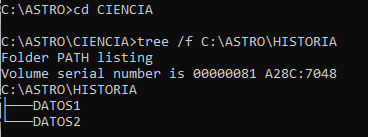 C:\ASTRO>cd CIENCIA
C:\ASTRO\CIENCIA>tree /f C:\ASTRO\HISTORIA
Folder PATH listing
Volume serial number is 00000081 A28C:7048
C:\ASTRO\HISTORIA
├───DATOS1
└───DATOS2